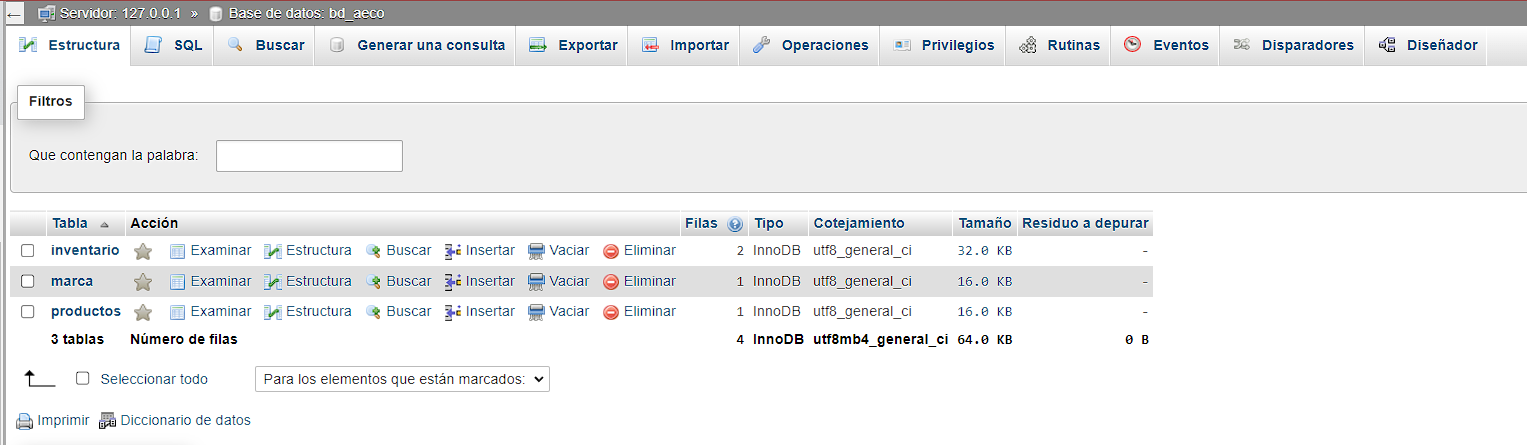 Servidor: 127.0.0.1 » Base de datos: bd_aeco
Estructura SQL Buscar Generar una consulta Exportar Importar Operaciones Privilegios Rutinas Eventos Disparadores Diseñador
Filtros
Que contengan la palabra:
Tabla Acción Filas Tipo Cotejamiento Tamaño Residuo a depurar
inventario Examinar Estructura Buscar Insertar Vaciar Eliminar 2 InnoDB utf8_general_ci 32.0 KB -
marca Examinar Estructura Buscar Insertar Vaciar Eliminar 1 InnoDB utf8_general_ci 16.0 KB -
productos Examinar Estructura Buscar Insertar Vaciar Eliminar 1 InnoDB utf8_general_ci 16.0 KB -
3 tablas Número de filas 4 InnoDB utf8mb4_general_ci 64.0 KB 0 B
Seleccionar todo Para los elementos que están marcados:
Imprimir Diccionario de datos